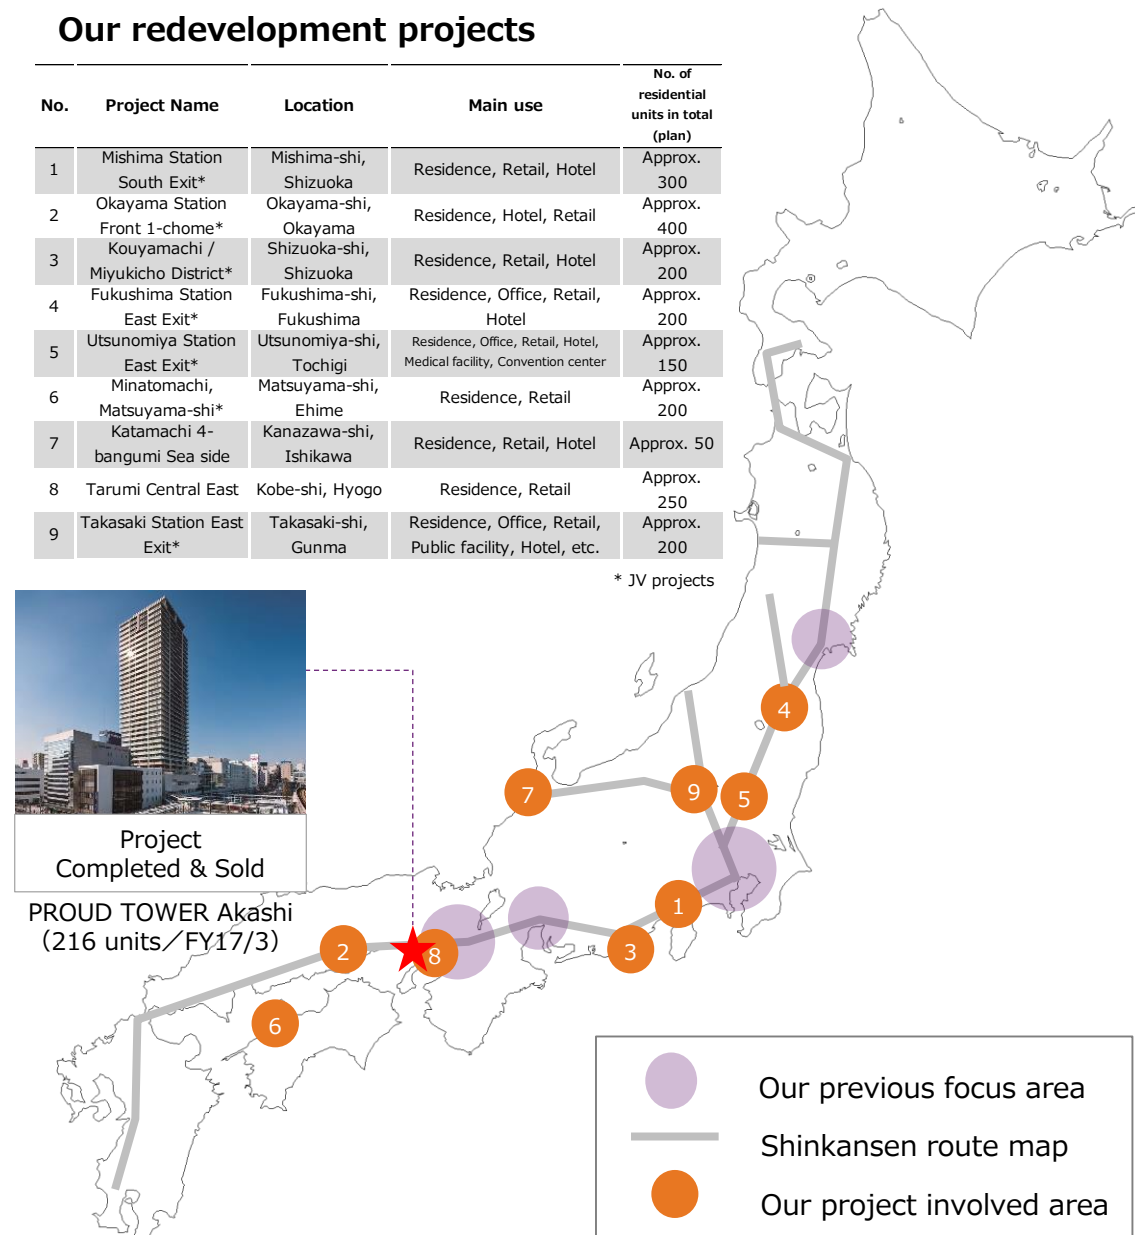 Our redevelopment projects
No. Project Name Location Main use No. of residential units in total (plan)
1 Mishima Station South Exit* Mishima-shi, Shizuoka Residence, Retail, Hotel Approx. 300
2 Okayama Station Front 1-chome* Okayama-shi, Okayama Residence, Hotel, Retail Approx. 400
3 Kouyamachi / Miyukicho District* Shizuoka-shi, Shizuoka Residence, Retail, Hotel Approx. 200
4 Fukushima Station East Exit* Fukushima-shi, Fukushima Residence, Office, Retail, Hotel Approx. 200
5 Utsunomiya Station East Exit* Utsunomiya-shi, Tochigi Residence, Office, Retail, Hotel, Medical facility, Convention center Approx. 150
6 Minatomachi, Matsuyama-shi* Matsuyama-shi, Ehime Residence, Retail Approx. 200
7 Katamachi 4-bangumi Sea side Kanazawa-shi, Ishikawa Residence, Retail, Hotel Approx. 50
8 Tarumi Central East Kobe-shi, Hyogo Residence, Retail Approx. 250
9 Takasaki Station East Exit* Takasaki-shi, Gunma Residence, Office, Retail, Public facility, Hotel, etc. Approx. 200
* JV projects
Project
Completed & Sold
PROUD TOWER Akashi
(216 units／FY17/3)
4
7
9
5
1
2
8
3
6
Our previous focus area
Shinkansen route map
Our project involved area